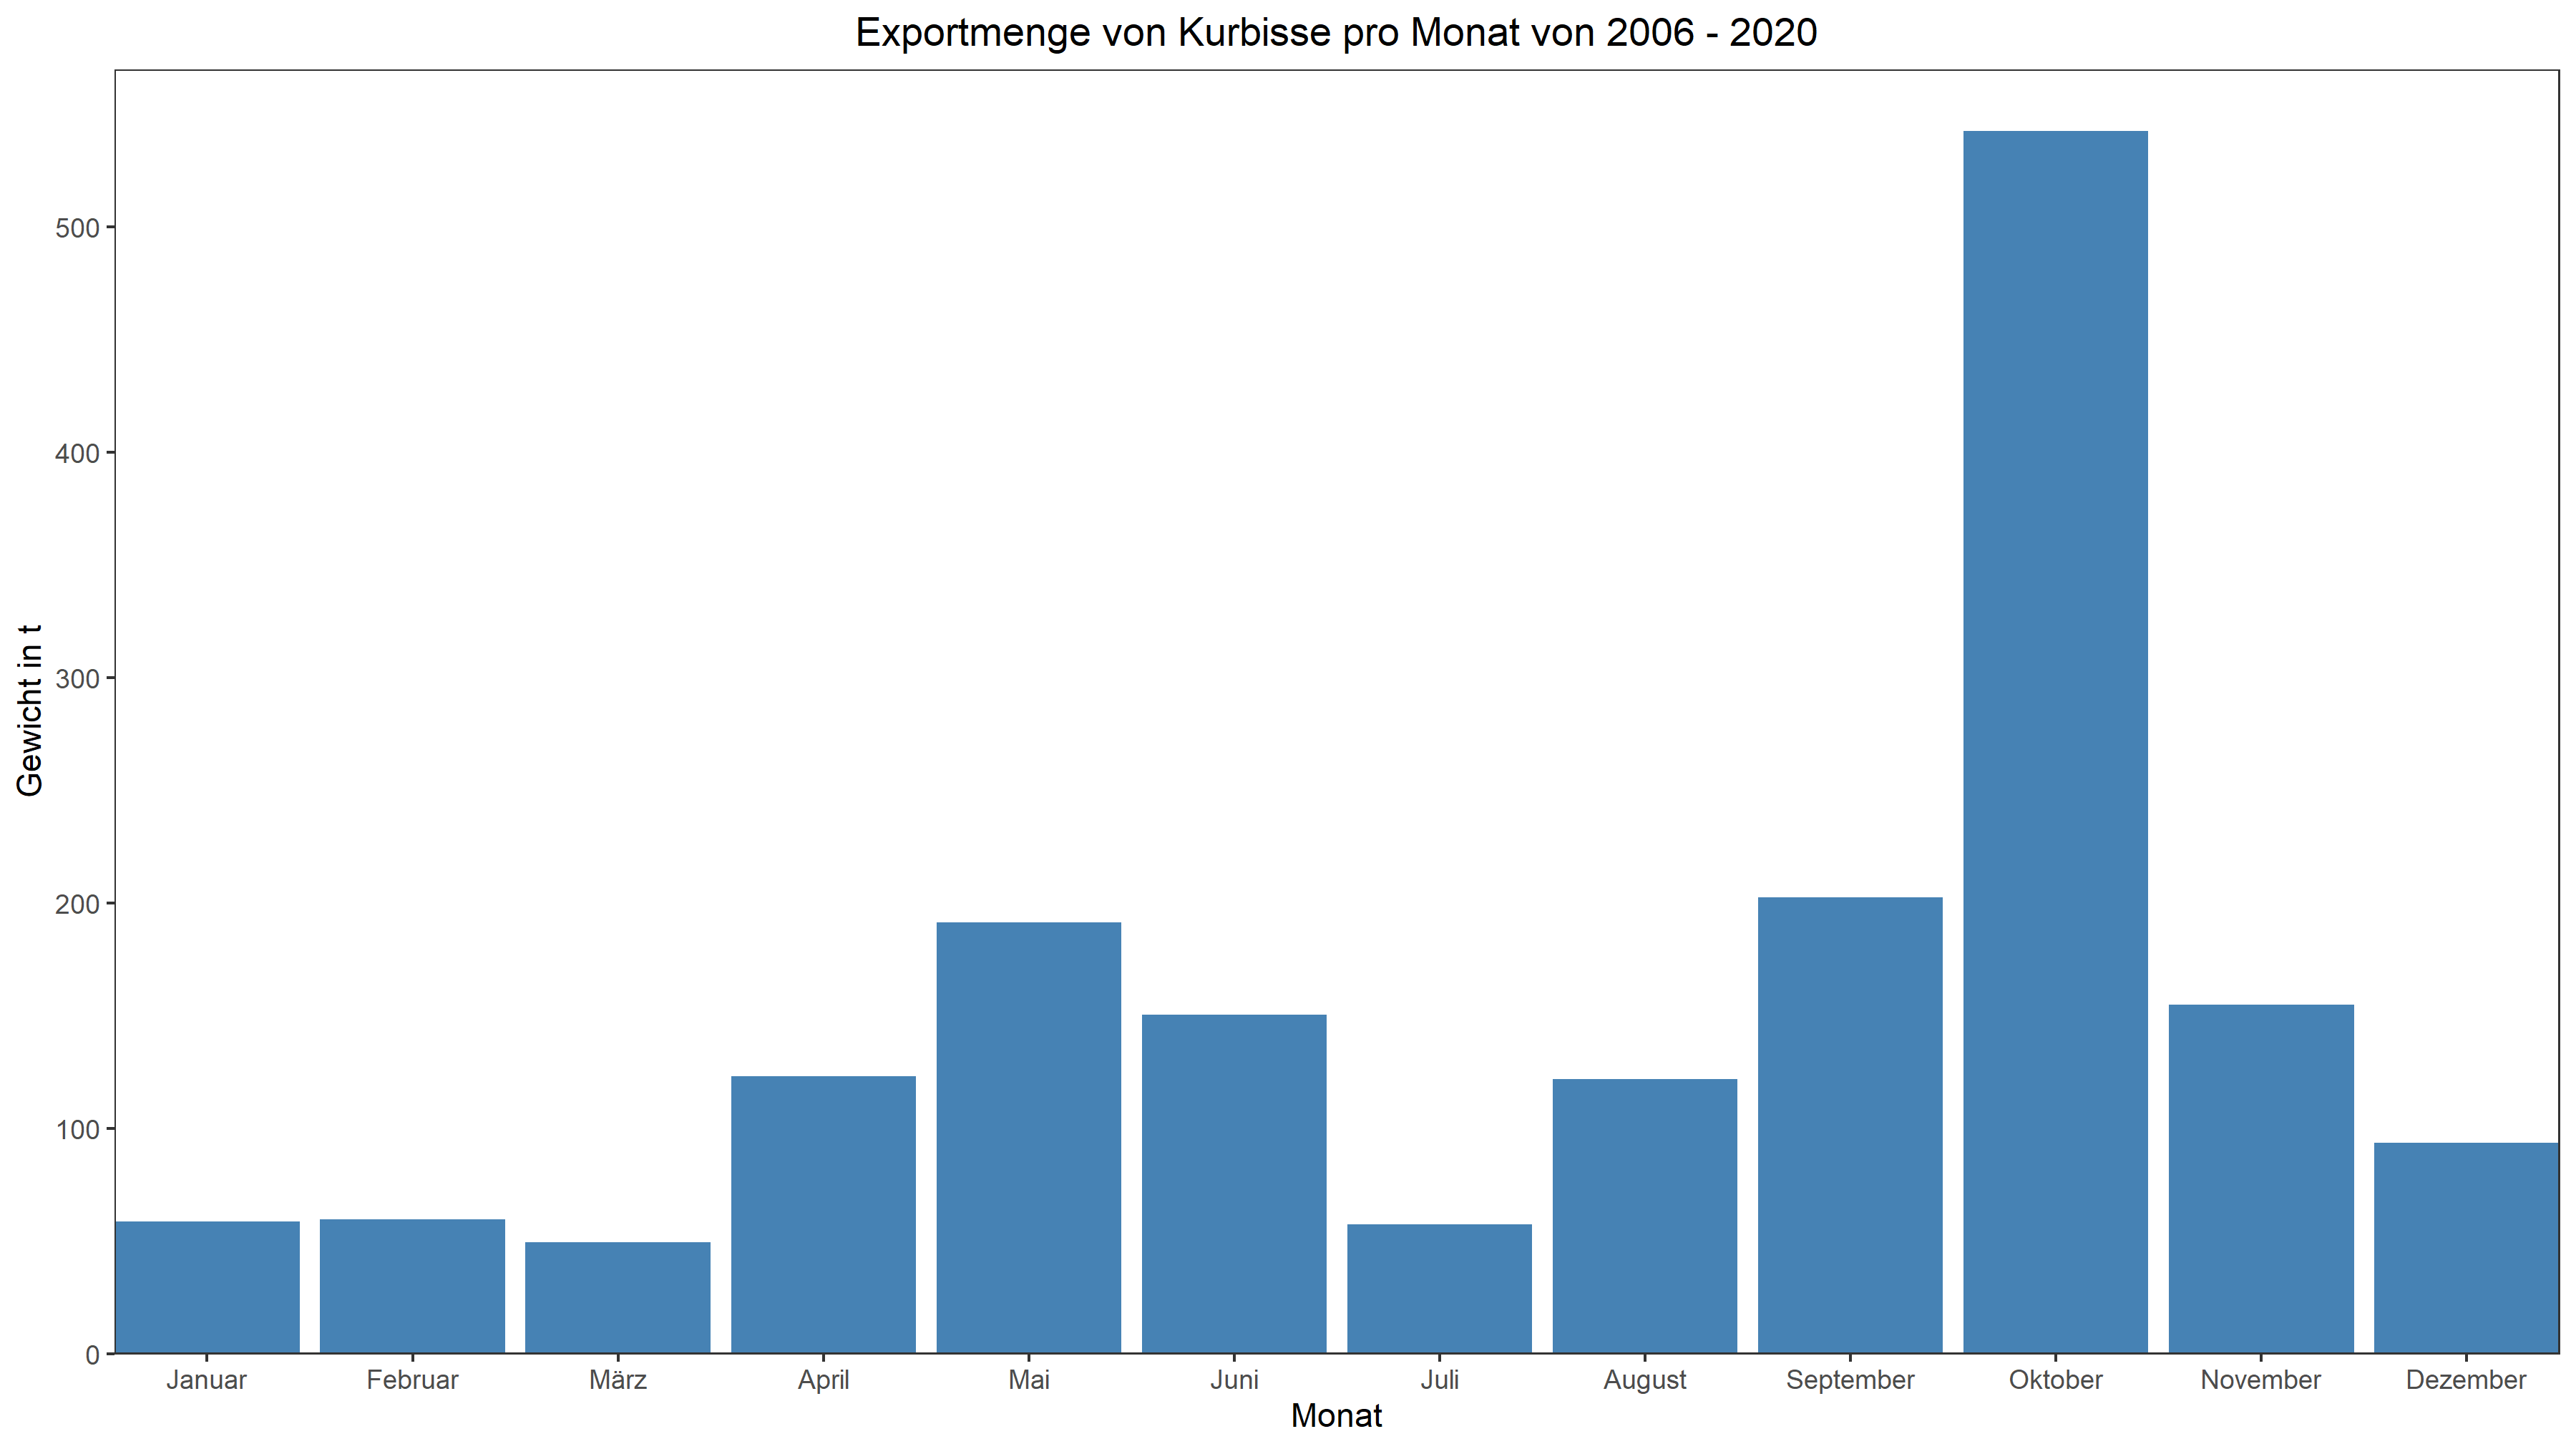 Exportmenge von Kurbisse pro Monat von 2006 - 2020
Gewicht in t
500
400
300
200
100
0
Januar Februar März April Mai Juni Juli August September Oktober November Dezember
Monat